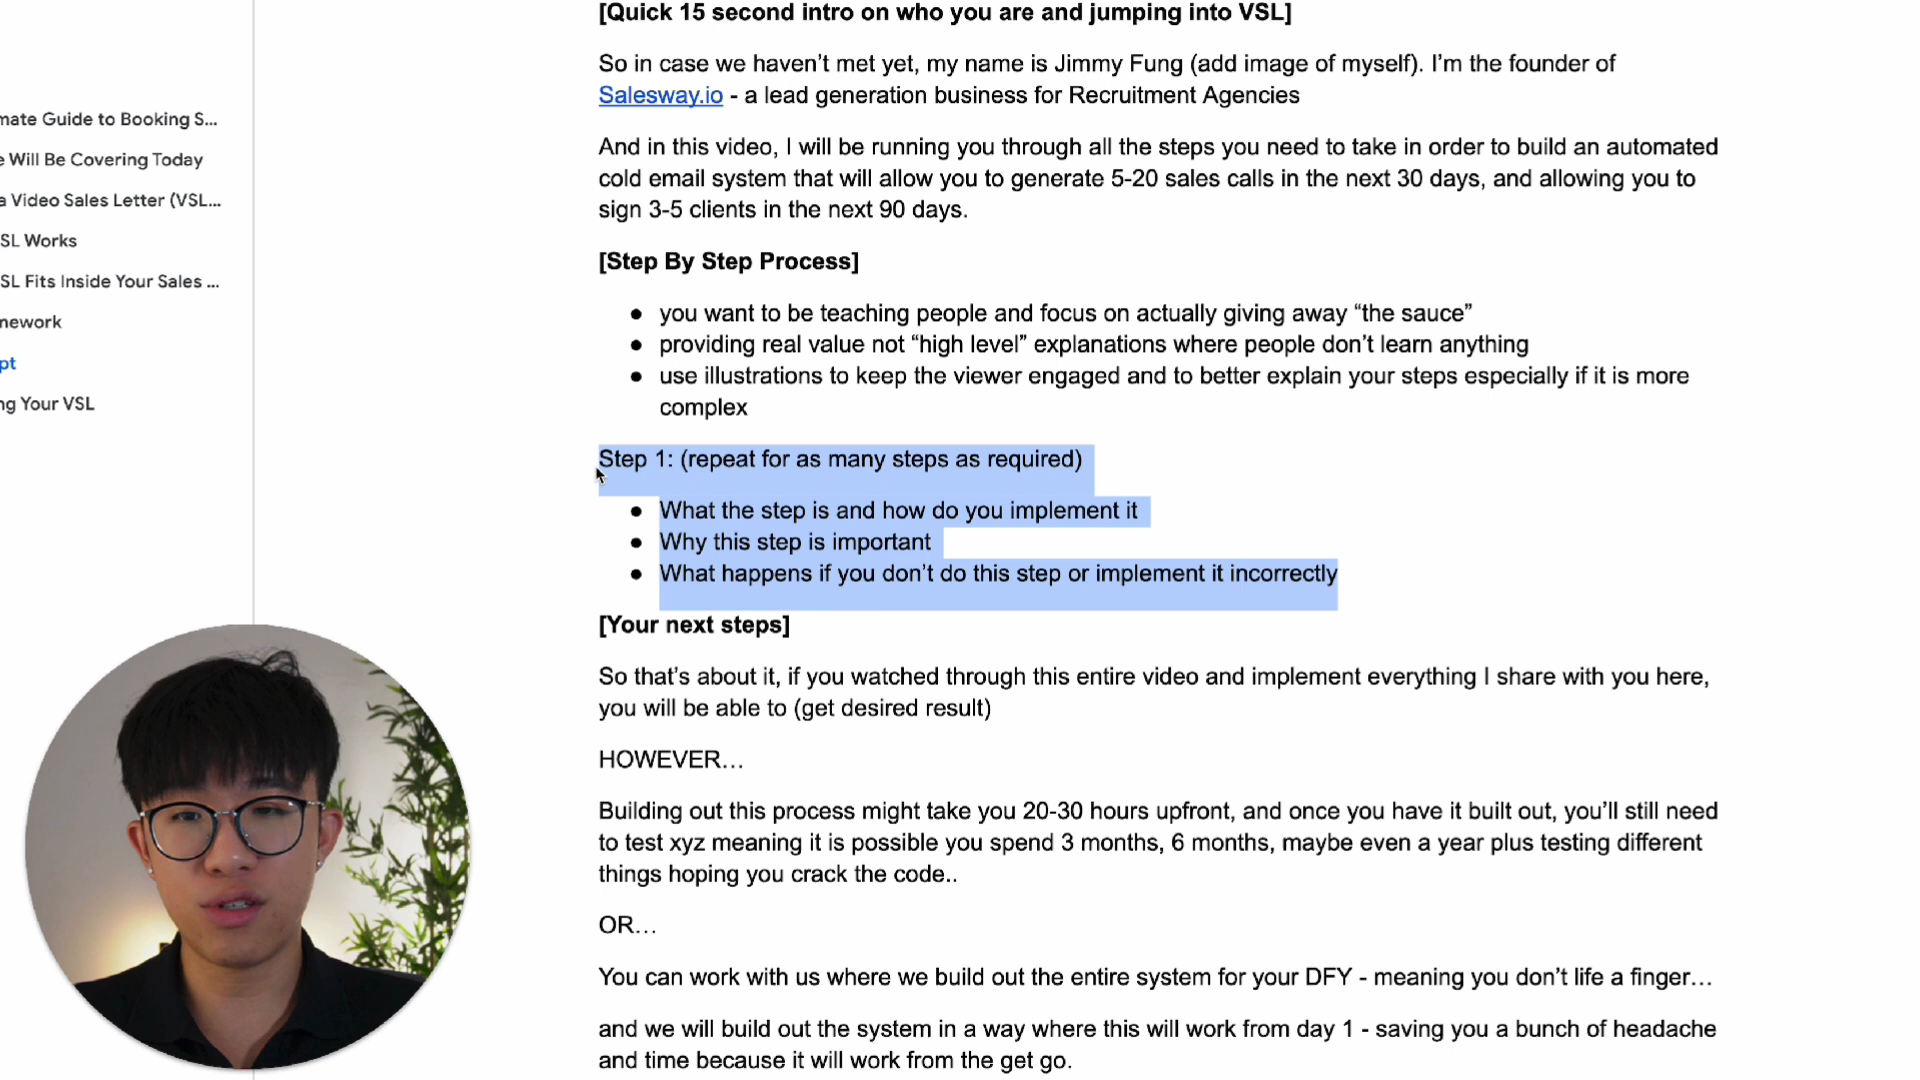 [Quick 15 second intro on who you are and jumping into VSL]
So in case we haven’t met yet, my name is Jimmy Fung (add image of myself). I’m the founder of
Salesway.io - a lead generation business for Recruitment Agencies
And in this video, I will be running you through all the steps you need to take in order to build an automated
cold email system that will allow you to generate 5-20 sales calls in the next 30 days, and allowing you to
sign 3-5 clients in the next 90 days.
[Step By Step Process]
● you want to be teaching people and focus on actually giving away “the sauce”
● providing real value not “high level” explanations where people don’t learn anything
● use illustrations to keep the viewer engaged and to better explain your steps especially if it is more
complex
Step 1: (repeat for as many steps as required)
● What the step is and how do you implement it
● Why this step is important
● What happens if you don’t do this step or implement it incorrectly
[Your next steps]
So that’s about it, if you watched through this entire video and implement everything I share with you here,
you will be able to (get desired result)
HOWEVER…
Building out this process might take you 20-30 hours upfront, and once you have it built out, you’ll still need
to test xyz meaning it is possible you spend 3 months, 6 months, maybe even a year plus testing different
things hoping you crack the code..
OR…
You can work with us where we build out the entire system for your DFY - meaning you don’t life a finger…
and we will build out the system in a way where this will work from day 1 - saving you a bunch of headache
and time because it will work from the get go.
mate Guide to Booking S...
e Will Be Covering Today
a Video Sales Letter (VSL...
SL Works
SL Fits Inside Your Sales ...
nework
pt
ng Your VSL